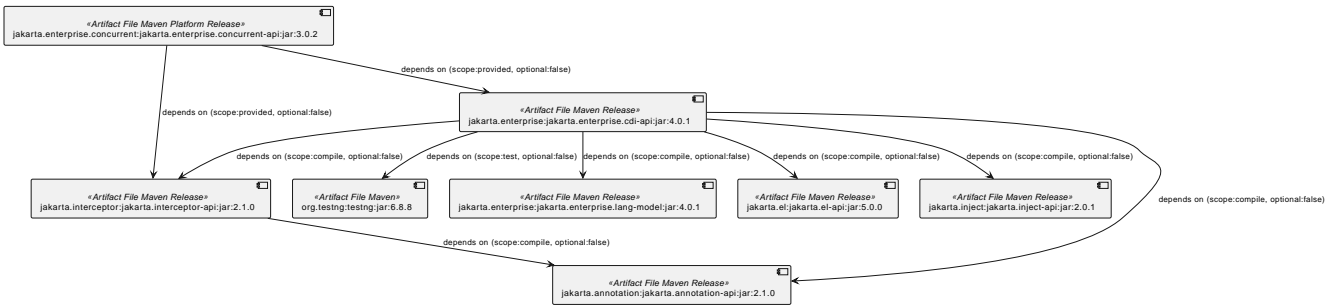 «Artifact File Maven Platform Release»
jakarta.enterprise.concurrent:jakarta.enterprise.concurrent-api:jar:3.0.2
depends on (scope:provided, optional:false)
«Artifact File Maven Release»
jakarta.enterprise:jakarta.enterprise.cdi-api:jar:4.0.1
depends on (scope:provided, optional:false)
depends on (scope:compile, optional:false)
depends on (scope:test, optional:false)
depends on (scope:compile, optional:false)
depends on (scope:compile, optional:false)
depends on (scope:compile, optional:false)
«Artifact File Maven Release»
jakarta.interceptor:jakarta.interceptor-api:jar:2.1.0
«Artifact File Maven»
org.testng:testng:jar:6.8.8
«Artifact File Maven Release»
jakarta.enterprise:jakarta.enterprise.lang-model:jar:4.0.1
«Artifact File Maven Release»
jakarta.el:jakarta.el-api:jar:5.0.0
«Artifact File Maven Release»
jakarta.inject:jakarta.inject-api:jar:2.0.1
depends on (scope:compile, optional:false)
depends on (scope:compile, optional:false)
«Artifact File Maven Release»
jakarta.annotation:jakarta.annotation-api:jar:2.1.0